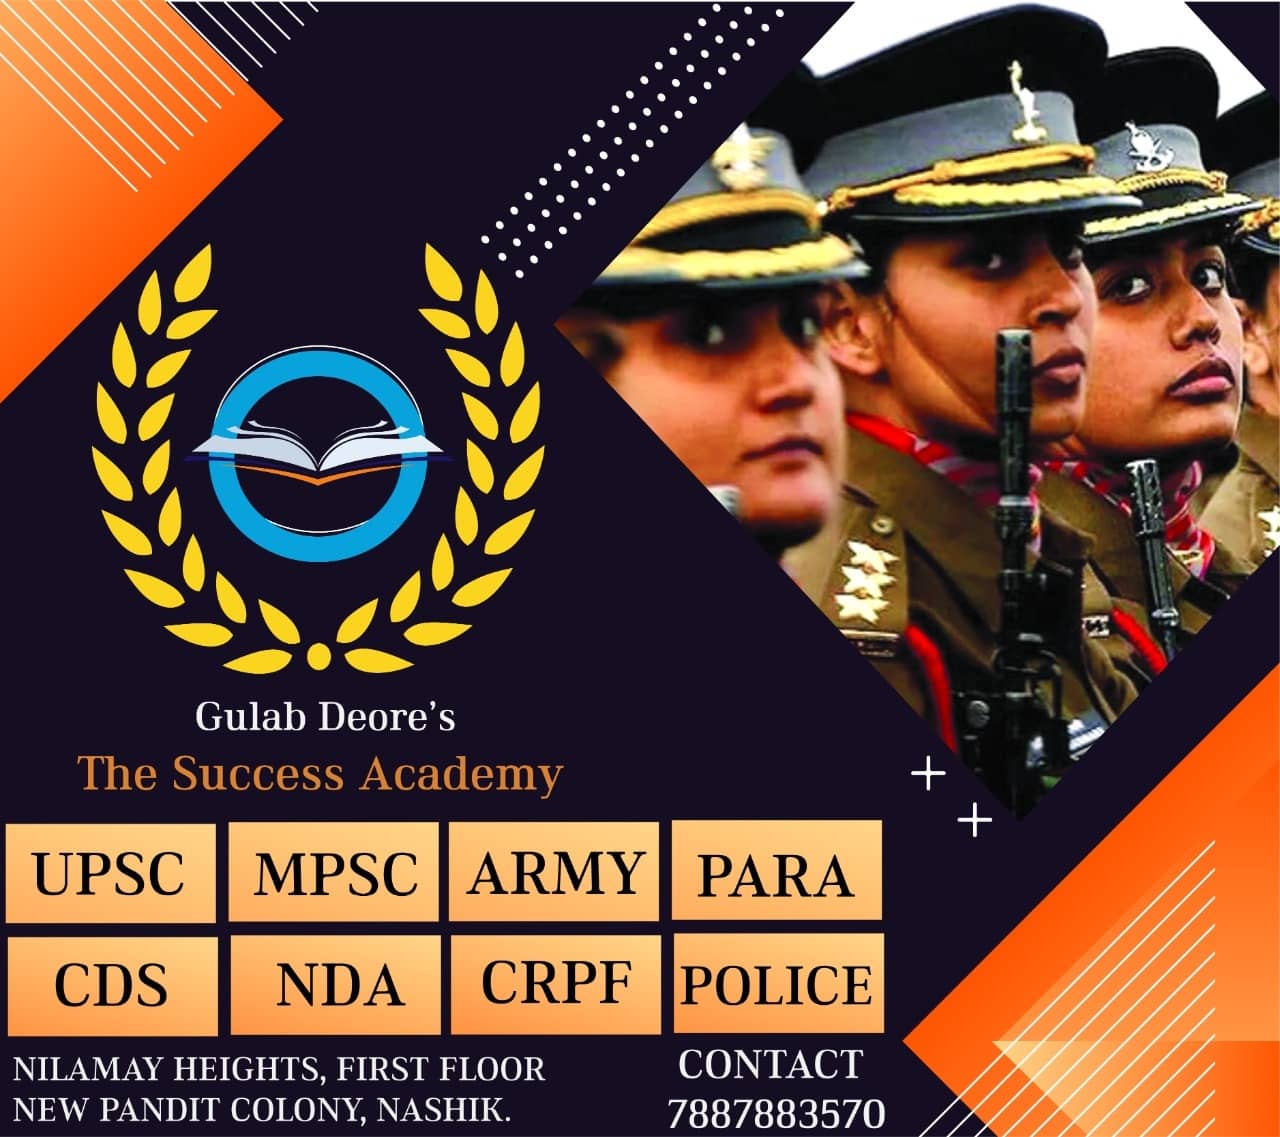 Gulab Deore's
The Success Academy
UPSC MPSC ARMY PARA
CDS NDA CRPF POLICE
NILAMAY HEIGHTS, FIRST FLOOR
NEW PANDIT COLONY, NASHIK.
CONTACT
7887883570